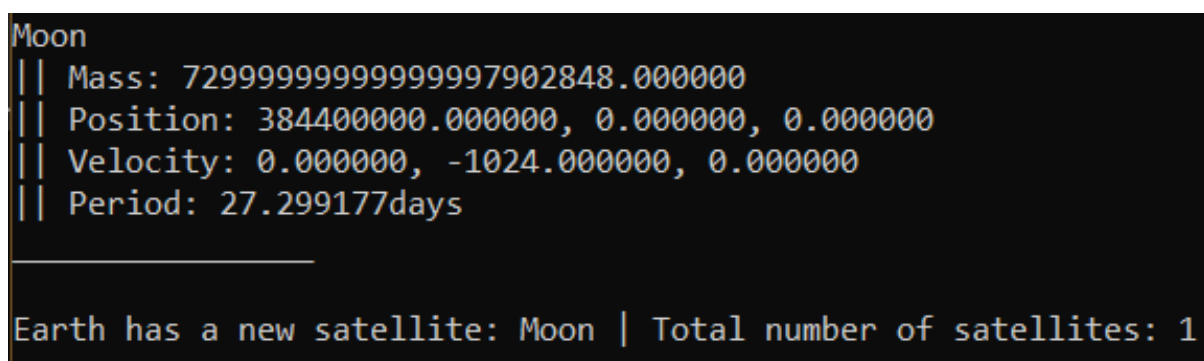 Moon
|| Mass: 72999999999999997902848.000000
|| Position: 384400000.000000, 0.000000, 0.000000
|| Velocity: 0.000000, -1024.000000, 0.000000
|| Period: 27.299177days
__________________
Earth has a new satellite: Moon | Total number of satellites: 1